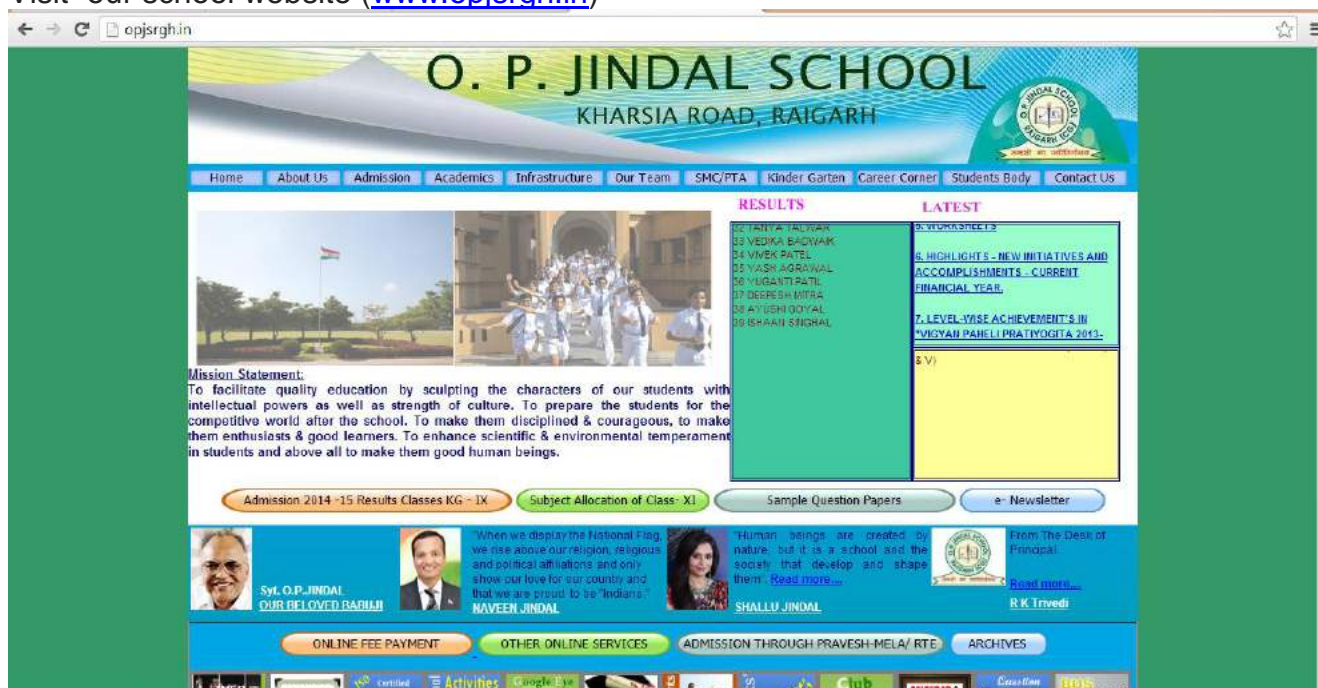 Visit our school website (www.opjsrgh.in)
opjsrgh.in
O. P. JINDAL SCHOOL
KHARSIA ROAD, RAIGARH
Home About Us Admission Academics Infrastructure Our Team SMC/PTA Kinder Garten Career Corner Students Body Contact Us
RESULTS
32 TANYA TALWAR
33 VEDIKA BADWAIK
34 VIVEK PATEL
35 YASH AGRAWAL
36 YUGANTI PATIL
37 DEEPESH MITRA
38 AYUSHI GOYAL
39 ISHAAN SINGHAL
LATEST
5. WORKSHEETS
6. HIGHLIGHTS - NEW INITIATIVES AND
ACCOMPLISHMENTS - CURRENT
FINANCIAL YEAR.
7. LEVEL-WISE ACHIEVEMENT'S IN
"VIGYAN PAHELI PRATIYOGITA 2013-
& V)
Mission Statement:
To facilitate quality education by sculpting the characters of our students with
intellectual powers as well as strength of culture. To prepare the students for the
competitive world after the school. To make them disciplined & courageous, to make
them enthusiasts & good learners. To enhance scientific & environmental temperament
in students and above all to make them good human beings.
Admission 2014 -15 Results Classes KG - IX
Subject Allocation of Class- XI
Sample Question Papers
e- Newsletter
Syt. O.P.JINDAL
OUR BELOVED BABUJI
"When we display the National Flag,
we rise above our religion, religious
and political affiliations and only
show our love for our country and
that we are proud to be "Indians."
NAVEEN JINDAL
"Human beings are created by
nature, but it is a school and the
society that develop and shape
them". Read more....
SHALLU JINDAL
From The Desk of
Principal
Read more....
R K Trivedi
ONLINE FEE PAYMENT
OTHER ONLINE SERVICES
ADMISSION THROUGH PRAVESH-MELA/ RTE
ARCHIVES
Certified
Activities
Google Eye
Club